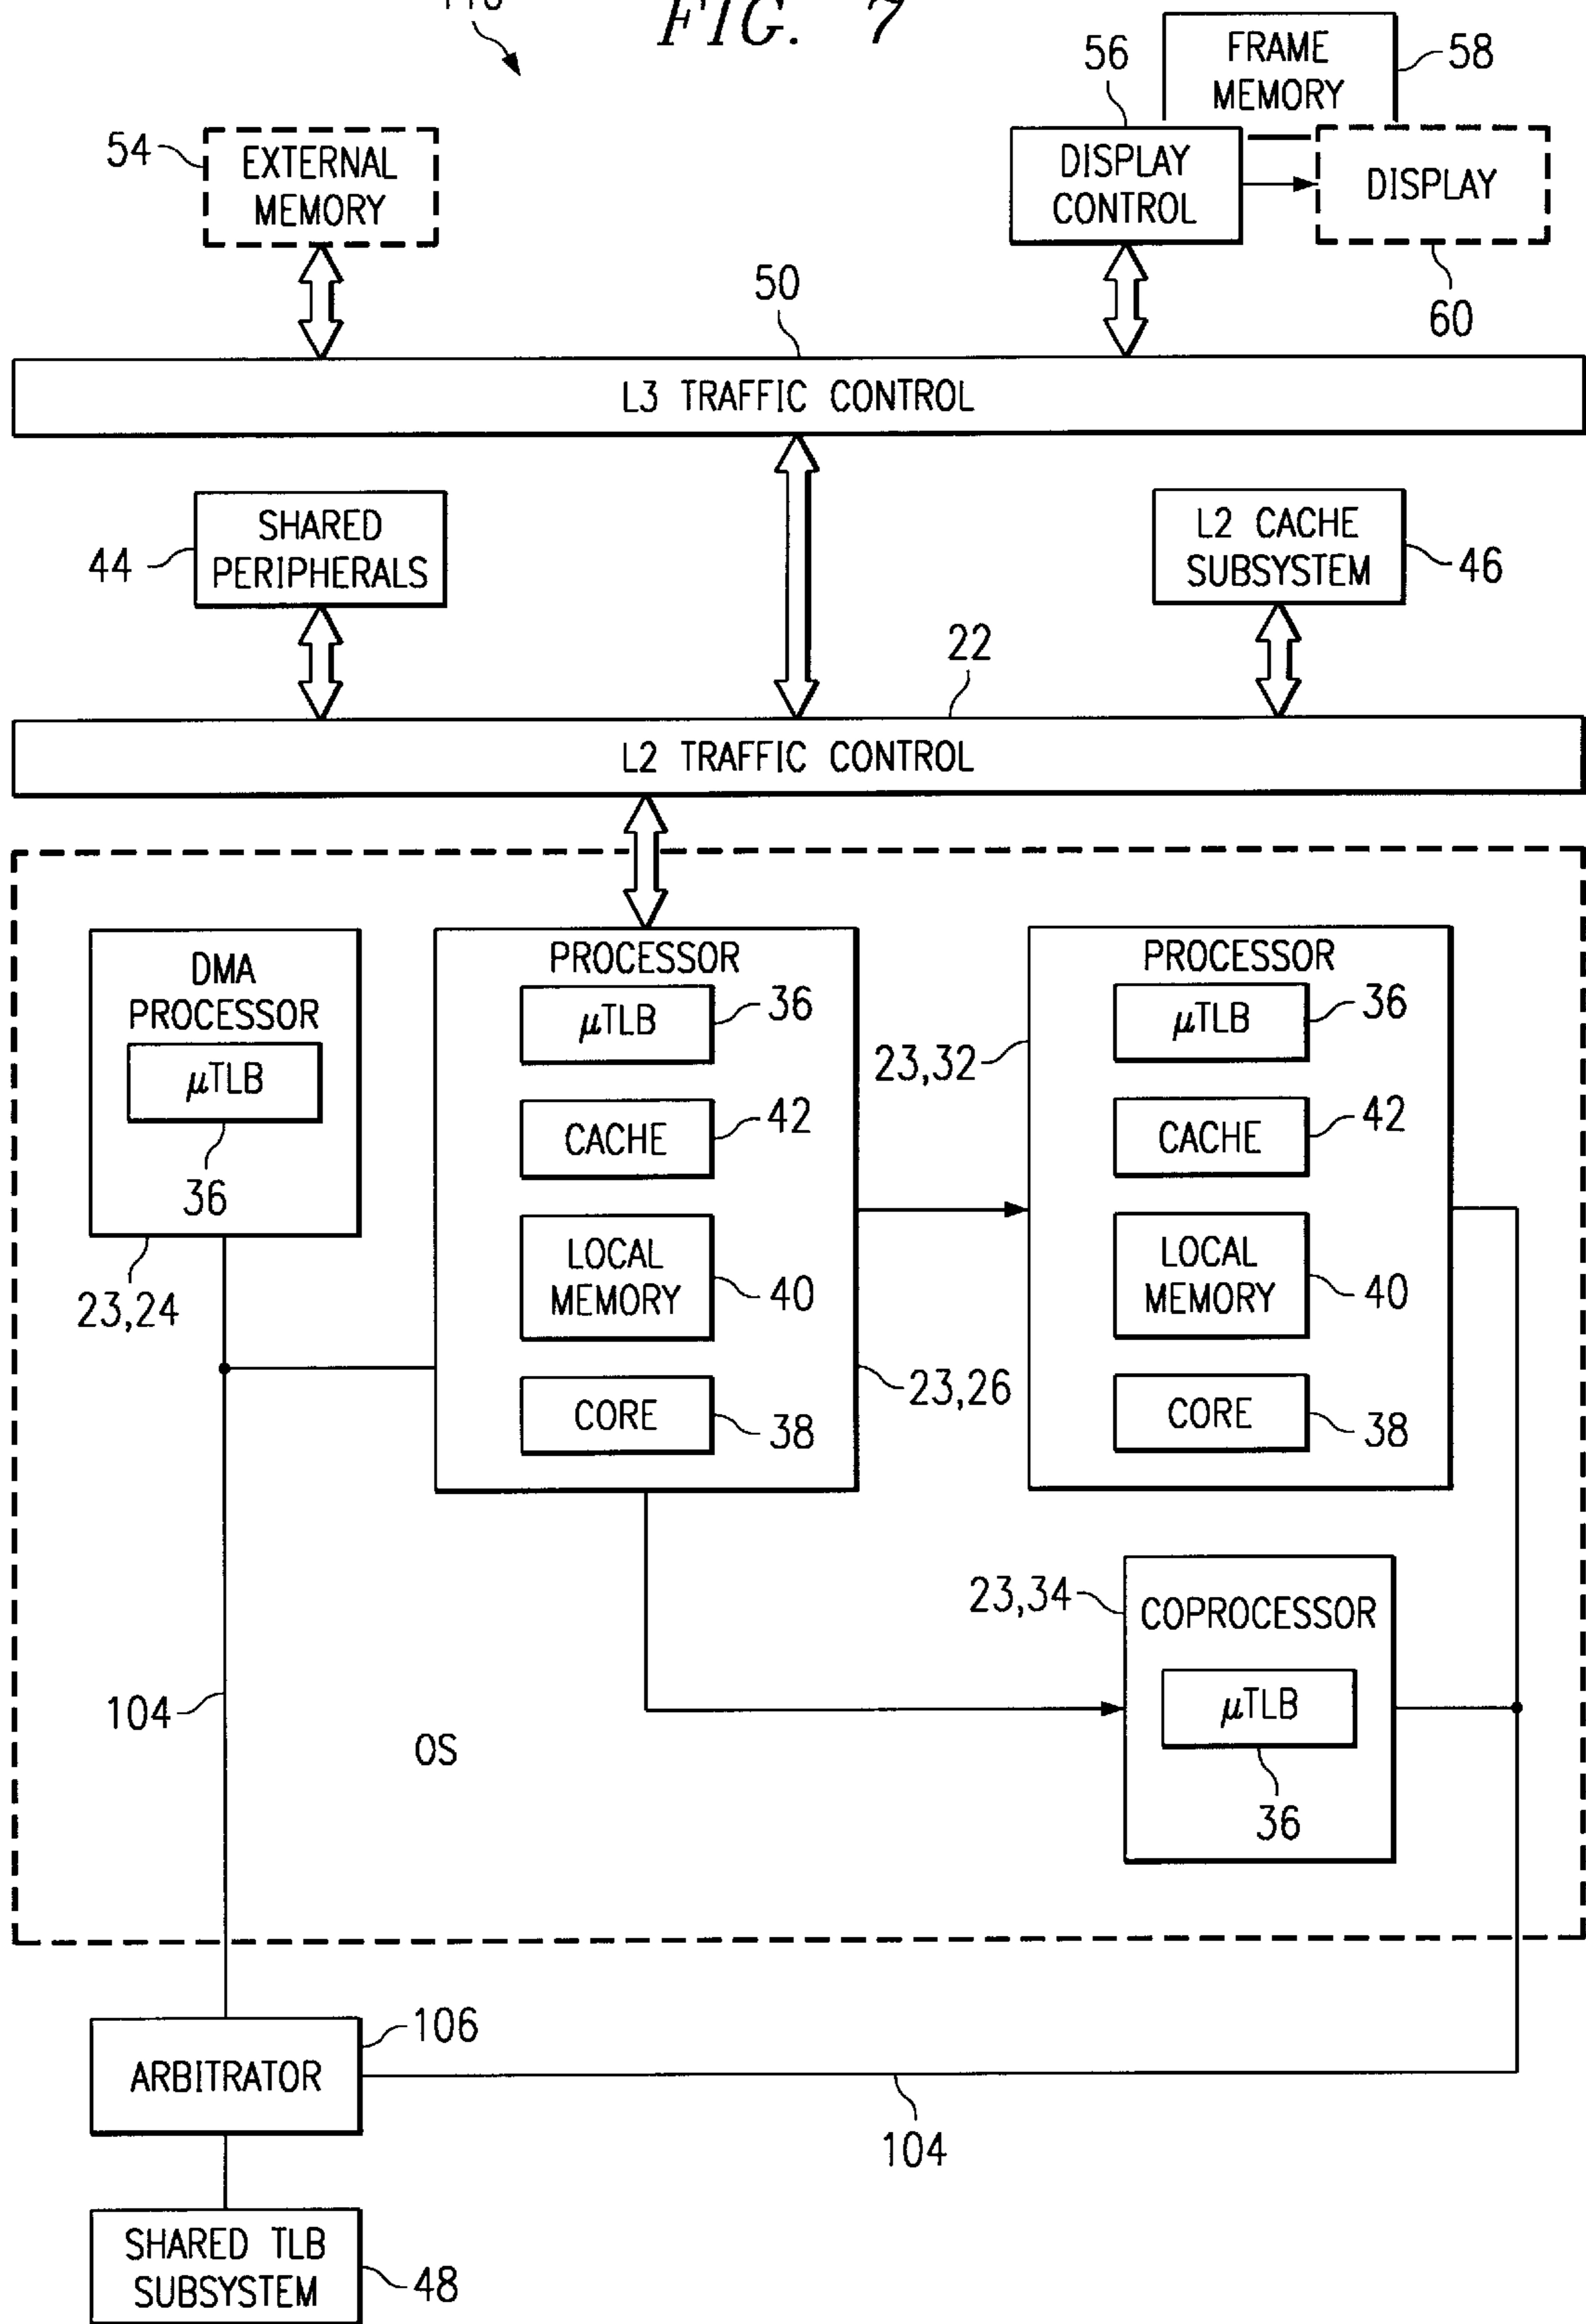 FIG. 7
56
FRAME
MEMORY
58
54
EXTERNAL
MEMORY
DISPLAY
CONTROL
DISPLAY
60
50
L3 TRAFFIC CONTROL
SHARED
PERIPHERALS
44
L2 CACHE
SUBSYSTEM
46
22
L2 TRAFFIC CONTROL
DMA
PROCESSOR
μTLB
36
23,24
PROCESSOR
μTLB
36
CACHE
42
LOCAL
MEMORY
40
CORE
38
23,26
PROCESSOR
23,32
μTLB
36
CACHE
42
LOCAL
MEMORY
40
CORE
38
23,34
COPROCESSOR
μTLB
36
104
OS
ARBITRATOR
106
104
SHARED TLB
SUBSYSTEM
48